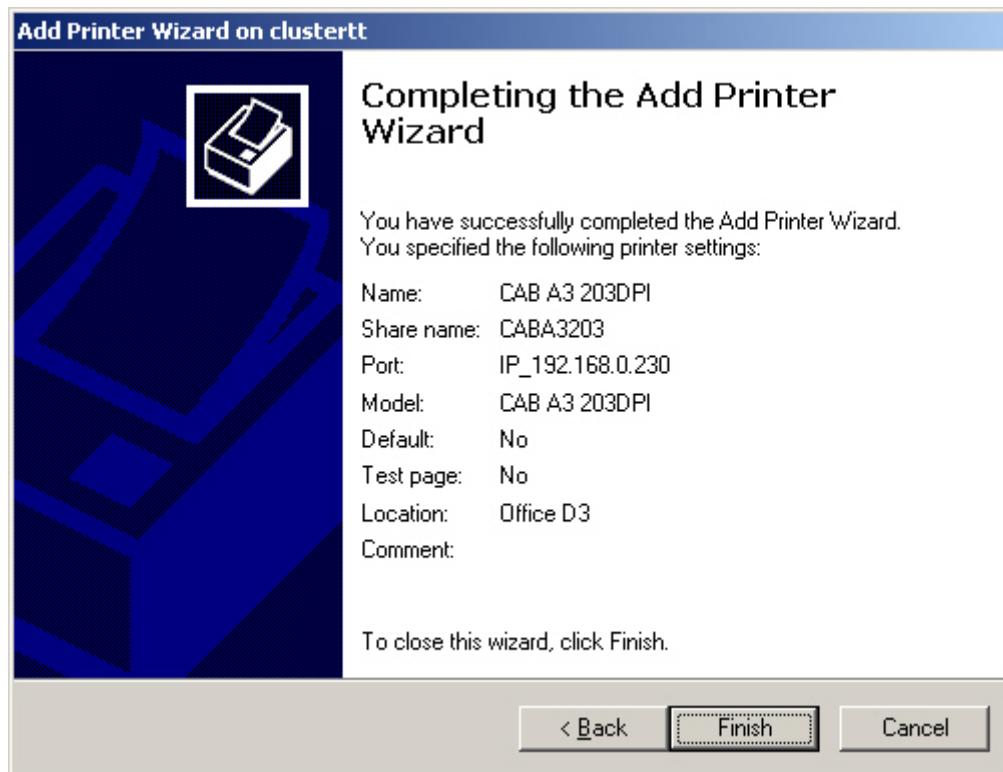 Add Printer Wizard on clustertt
Completing the Add Printer
Wizard
You have successfully completed the Add Printer Wizard.
You specified the following printer settings:
Name: CAB A3 203DPI
Share name: CABA3203
Port: IP_192.168.0.230
Model: CAB A3 203DPI
Default: No
Test page: No
Location: Office D3
Comment:
To close this wizard, click Finish.
< Back Finish Cancel